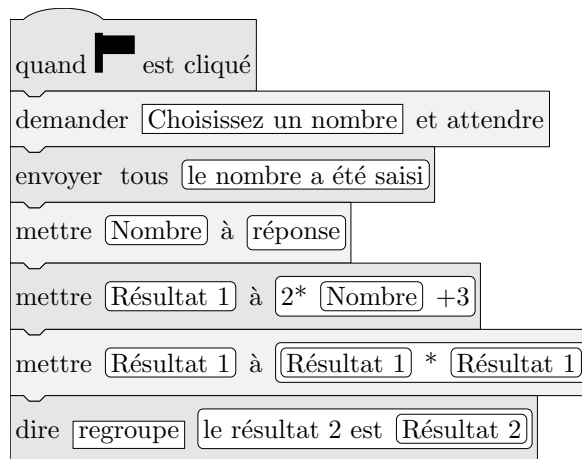 quand est cliqué
demander Choisissez un nombre et attendre
envoyer tous le nombre a été saisi
mettre Nombre à réponse
mettre Résultat 1 à 2* Nombre +3
mettre Résultat 1 à Résultat 1 * Résultat 1
dire regroupe le résultat 2 est Résultat 2